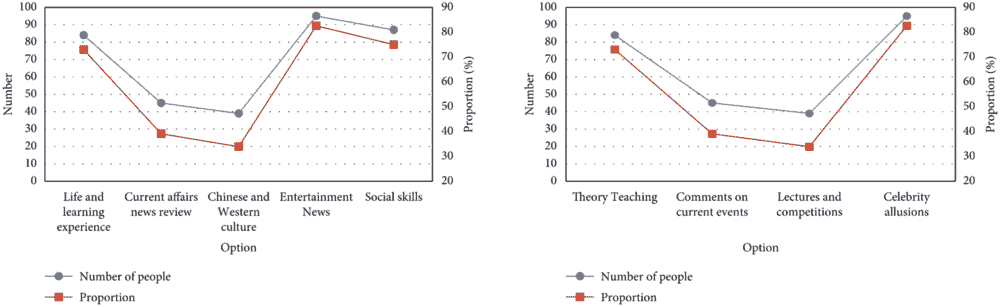 100
90
80
70
60
50
40
30
20
10
0
Number
90
80
70
60
50
40
30
20
Proportion (%)
Life and
learning
experience
Current affairs
news review
Chinese and
Western
culture
Entertainment
News
Social skills
Option
Number of people
Proportion
100
90
80
70
60
50
40
30
20
10
0
Number
90
80
70
60
50
40
30
20
Proportion (%)
Theory Teaching
Comments on
current events
Lectures and
competitions
Celebrity
allusions
Option
Number of people
Proportion